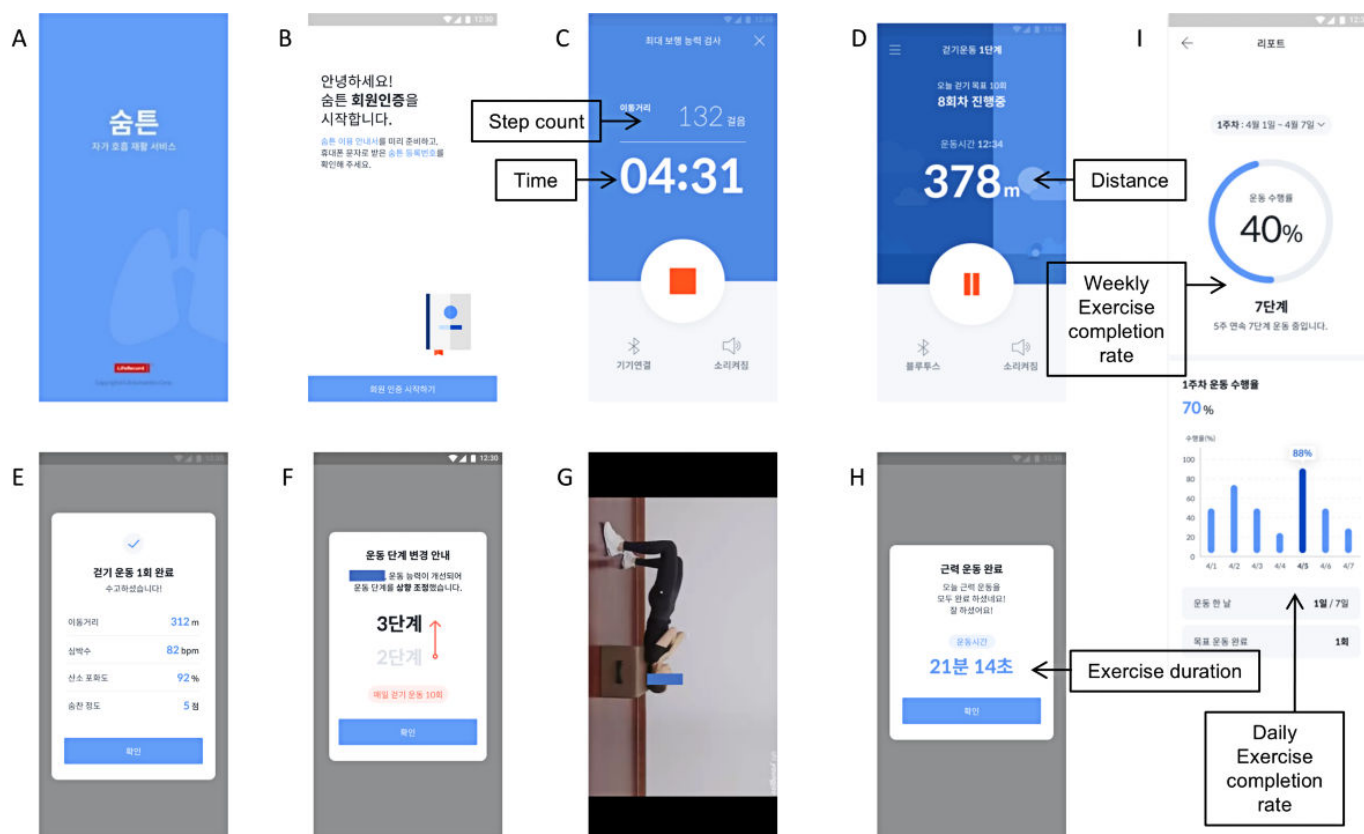 A
숨튼
자가 호흡 재활 서비스
LifeRecord
B
12:30
안녕하세요!
숨튼 회원인증을
시작합니다.
숨튼 이용 안내서를 미리 준비하고,
휴대폰 문자로 받은 숨튼 등록번호를
확인해 주세요.
회원 인증 시작하기
C
12:30
최대 보행 능력 검사
이동거리
132 걸음
04:31
기기연결
소리켜짐
Step count
Time
D
12:30
걷기운동 1단계
오늘 걷기 목표 10회
8회차 진행중
운동시간 12:34
378 m
블루투스
소리켜짐
Distance
I
리포트
1주차 : 4월 1일 ~ 4월 7일
운동 수행률
40%
7단계
5주 연속 7단계 운동 중입니다.
Weekly
Exercise
completion
rate
1주차 운동 수행률
70 %
수행률(%)
88%
100
80
60
40
20
0
4/1 4/2 4/3 4/4 4/5 4/6 4/7
운동 한 날 1일 / 7일
목표 운동 완료 1회
Daily
Exercise
completion
rate
E
12:30
걷기 운동 1회 완료
수고하셨습니다!
이동거리 312 m
심박수 82 bpm
산소 포화도 92 %
숨찬 정도 5 점
확인
F
12:30
운동 단계 변경 안내
, 운동 능력이 개선되어
운동 단계를 상향 조정했습니다.
3단계
2단계
매일 걷기 운동 10회
확인
G
H
12:30
근력 운동 완료
오늘 근력 운동을
모두 완료 하셨네요!
잘 하셨어요!
운동시간
21분 14초
확인
Exercise duration